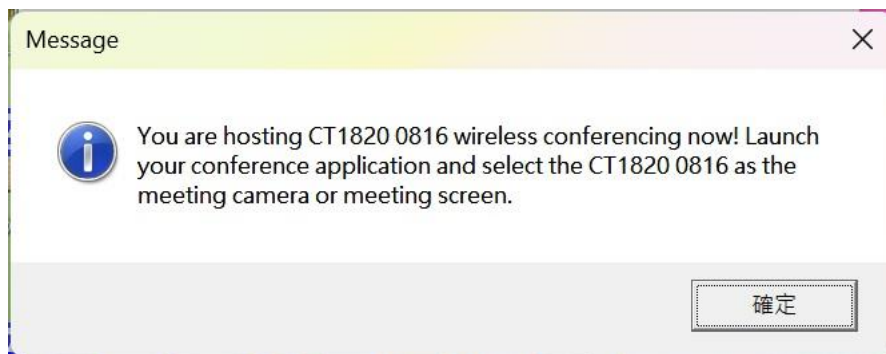 Message
You are hosting CT1820 0816 wireless conferencing now! Launch
your conference application and select the CT1820 0816 as the
meeting camera or meeting screen.
確定